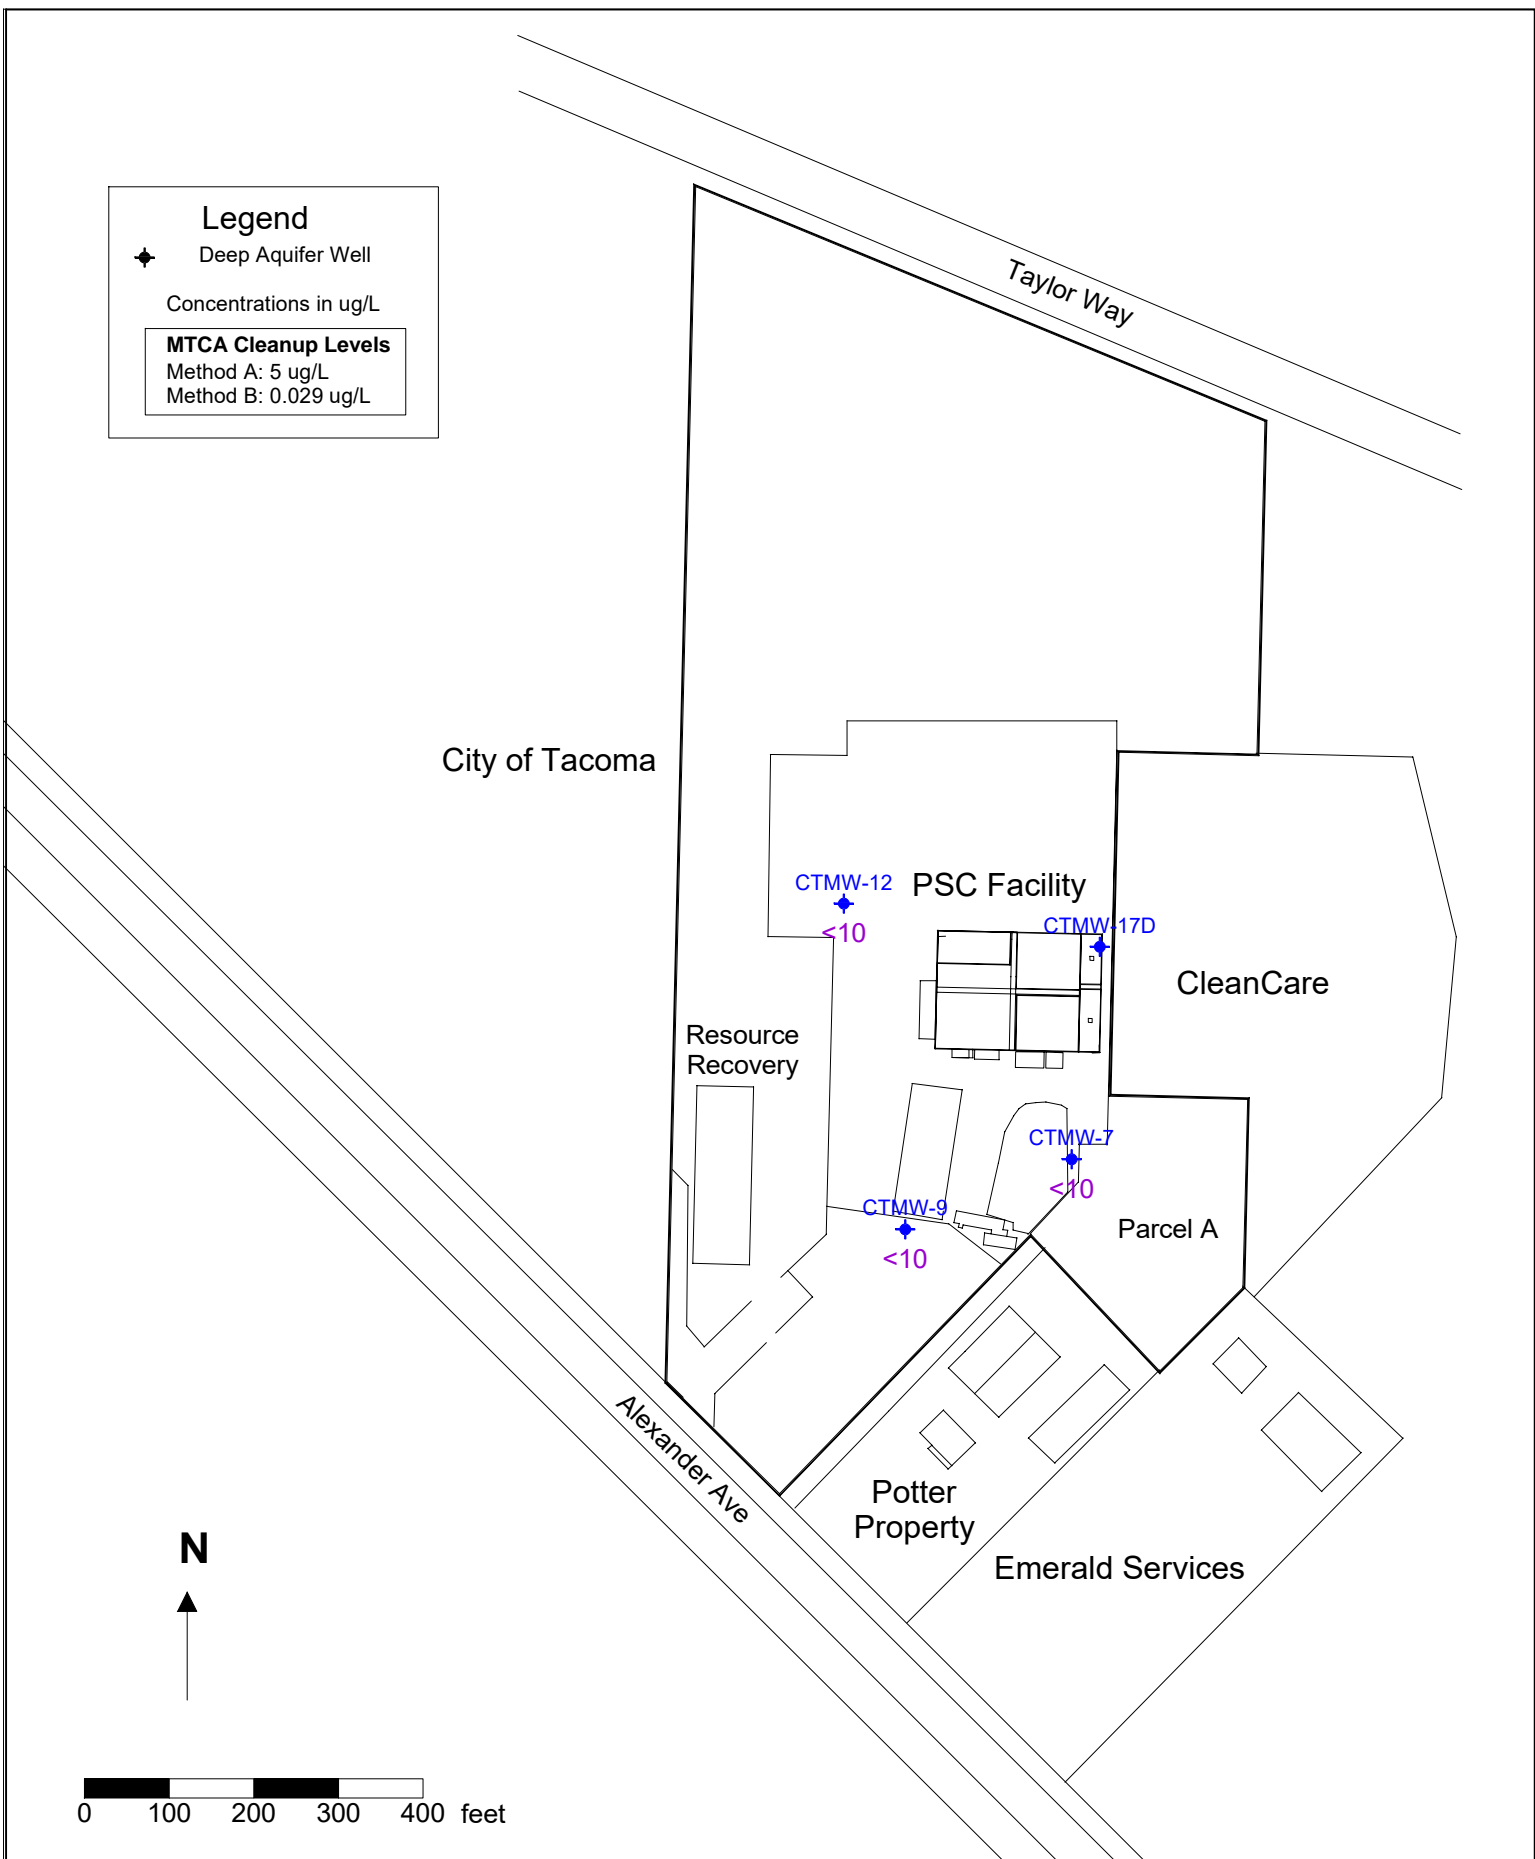 Legend
Deep Aquifer Well
Concentrations in ug/L
MTCA Cleanup Levels
Method A: 5 ug/L
Method B: 0.029 ug/L
Taylor Way
City of Tacoma
CTMW-12
PSC Facility
<10
CTMW-17D
CleanCare
Resource
Recovery
CTMW-7
<10
CTMW-9
Parcel A
<10
Alexander Ave
Potter
Property
N
Emerald Services
0 100 200 300 400 feet